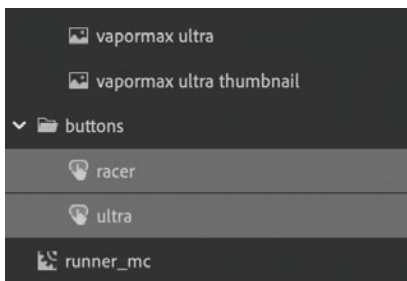 vapormax ultra
vapormax ultra thumbnail
buttons
racer
ultra
runner_mc